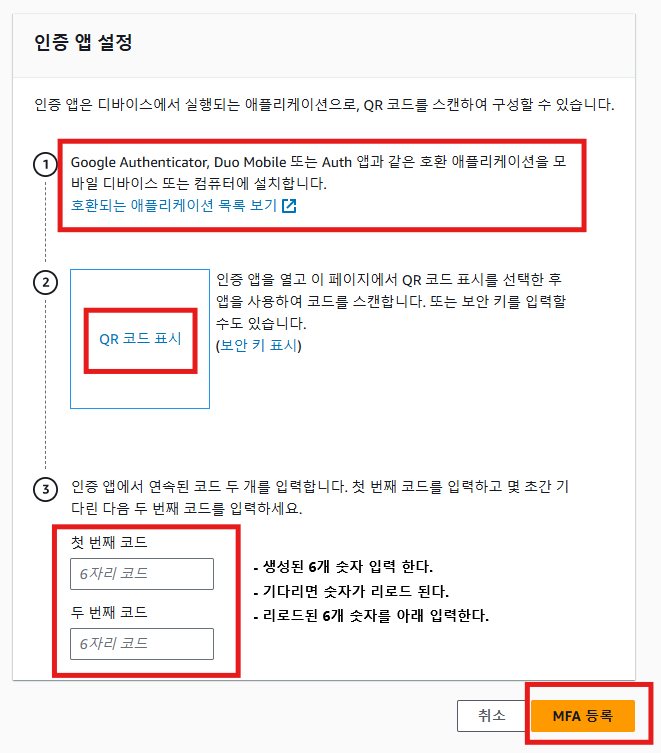 인증 앱 설정
인증 앱은 디바이스에서 실행되는 애플리케이션으로, QR 코드를 스캔하여 구성할 수 있습니다.
1
Google Authenticator, Duo Mobile 또는 Auth 앱과 같은 호환 애플리케이션을 모
바일 디바이스 또는 컴퓨터에 설치합니다.
호환되는 애플리케이션 목록 보기
2
QR 코드 표시
인증 앱을 열고 이 페이지에서 QR 코드 표시를 선택한 후
앱을 사용하여 코드를 스캔합니다. 또는 보안 키를 입력할
수도 있습니다.
(보안 키 표시)
3
인증 앱에서 연속된 코드 두 개를 입력합니다. 첫 번째 코드를 입력하고 몇 초간 기
다린 다음 두 번째 코드를 입력하세요.
첫 번째 코드
6자리 코드
두 번째 코드
6자리 코드
- 생성된 6개 숫자 입력 한다.
- 기다리면 숫자가 리로드 된다.
- 리로드된 6개 숫자를 아래 입력한다.
취소
MFA 등록